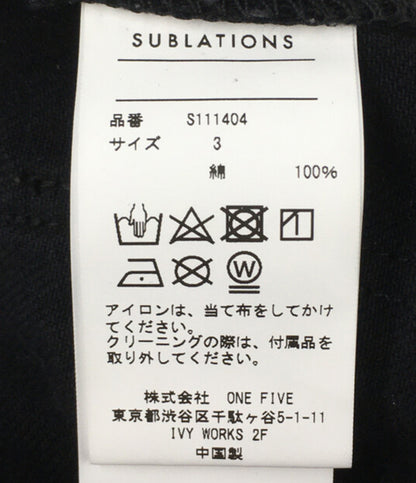 SUBLATIONS
品番 S111404
サイズ 3
綿 100%
W
アイロンは、当て布をしてかけ
てください。
クリーニングの際は、付属品を
取り外してください。
株式会社 ONE FIVE
東京都渋谷区千駄ヶ谷5-1-11
IVY WORKS 2F
中国製